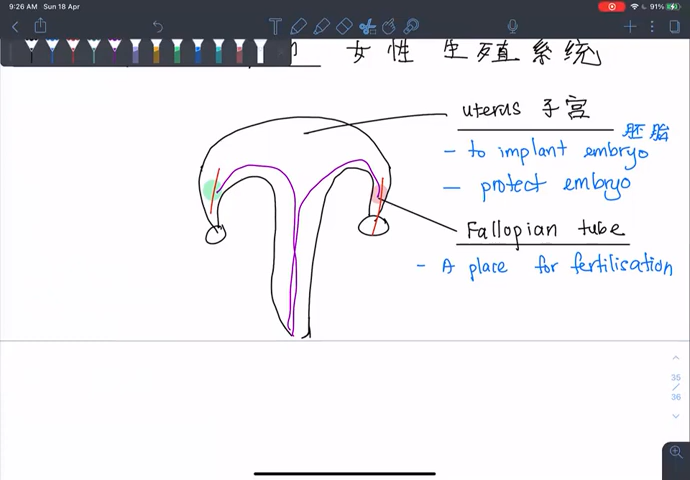 9:26 AM Sun 18 Apr
91%
女性 生殖系统
uterus 子宫
胚胎
- to implant embryo
- protect embryo
Fallopian tube
- A place for fertilisation
35
/
36